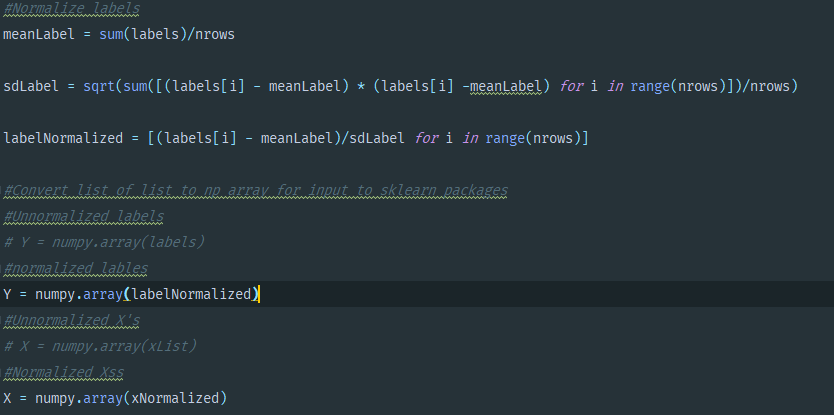 #Normalize labels
meanLabel = sum(labels)/nrows
sdLabel = sqrt(sum([(labels[i] - meanLabel) * (labels[i] -meanLabel) for i in range(nrows)])/nrows)
labelNormalized = [(labels[i] - meanLabel)/sdLabel for i in range(nrows)]
#Convert list of list to np array for input to sklearn packages
#Unnormalized labels
# Y = numpy.array(labels)
#normalized lables
Y = numpy.array(labelNormalized)
#Unnormalized X's
# X = numpy.array(xList)
#Normalized Xss
X = numpy.array(xNormalized)